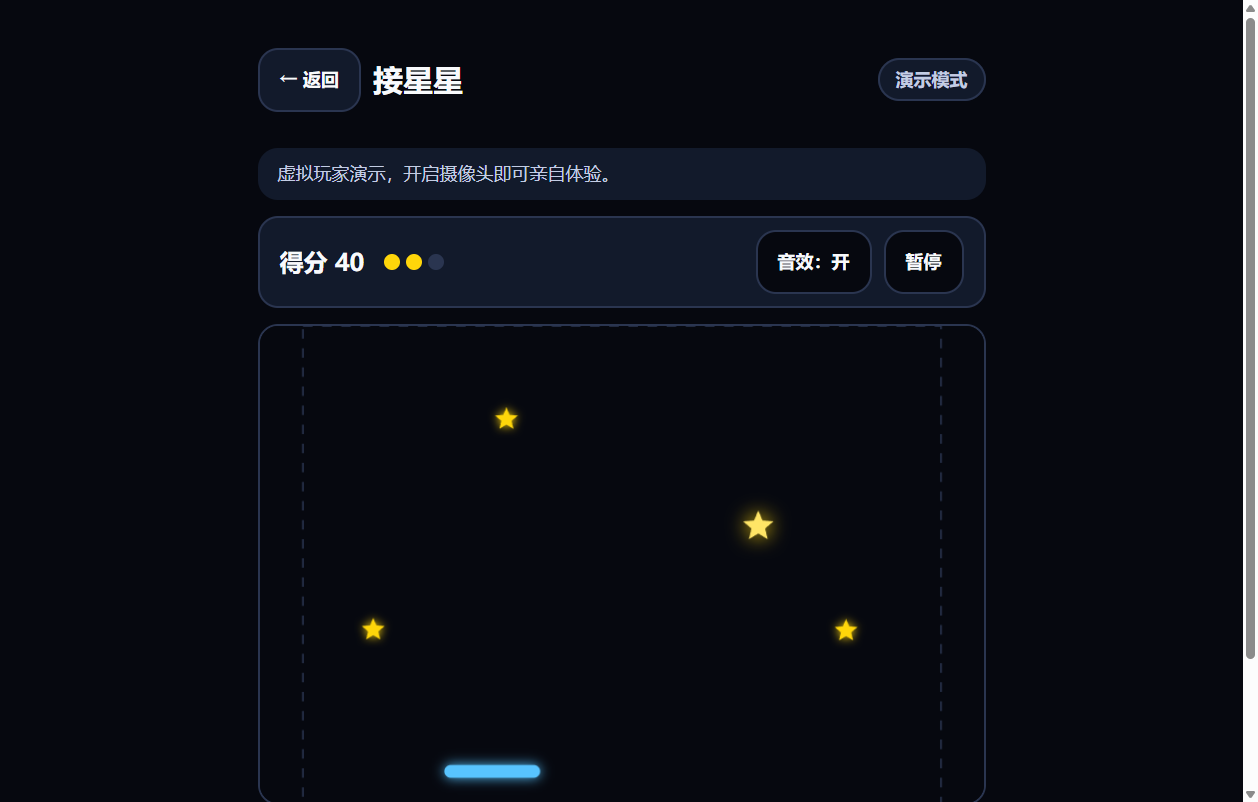 ← 返回
接星星
演示模式
虚拟玩家演示，开启摄像头即可亲自体验。
得分 40
音效：开
暂停